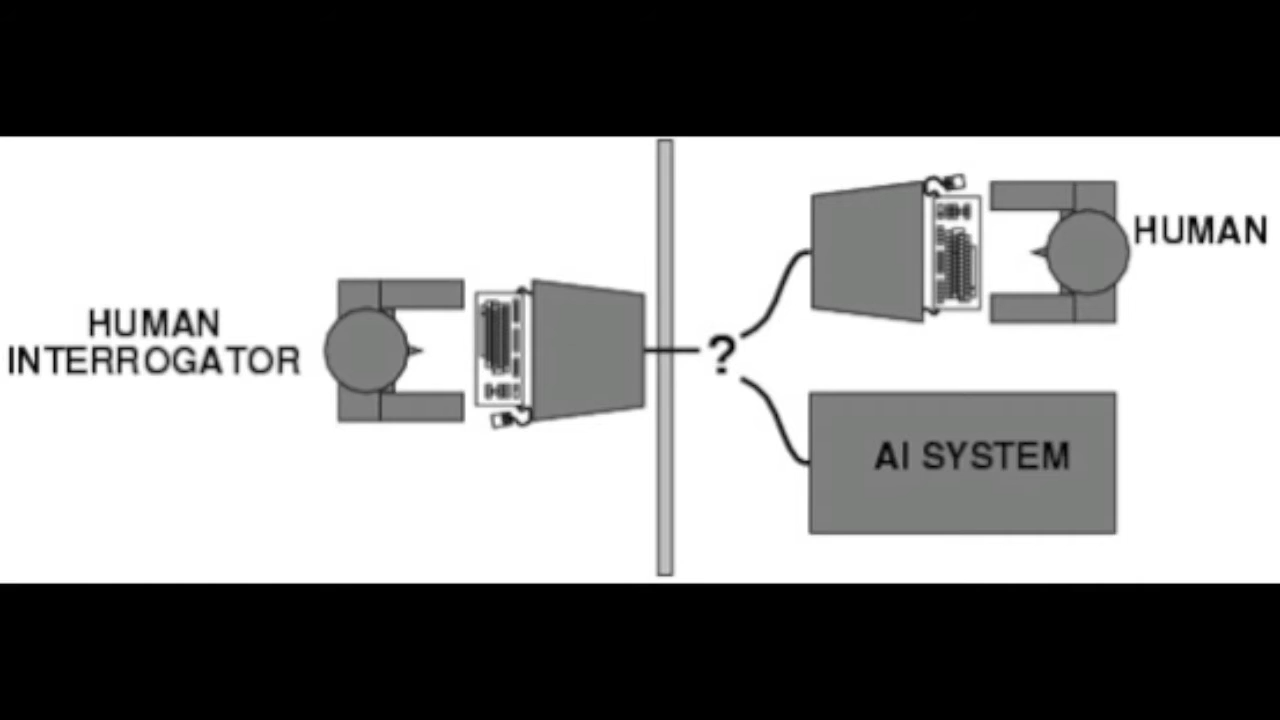 HUMAN
INTERROGATOR
?
HUMAN
AI SYSTEM